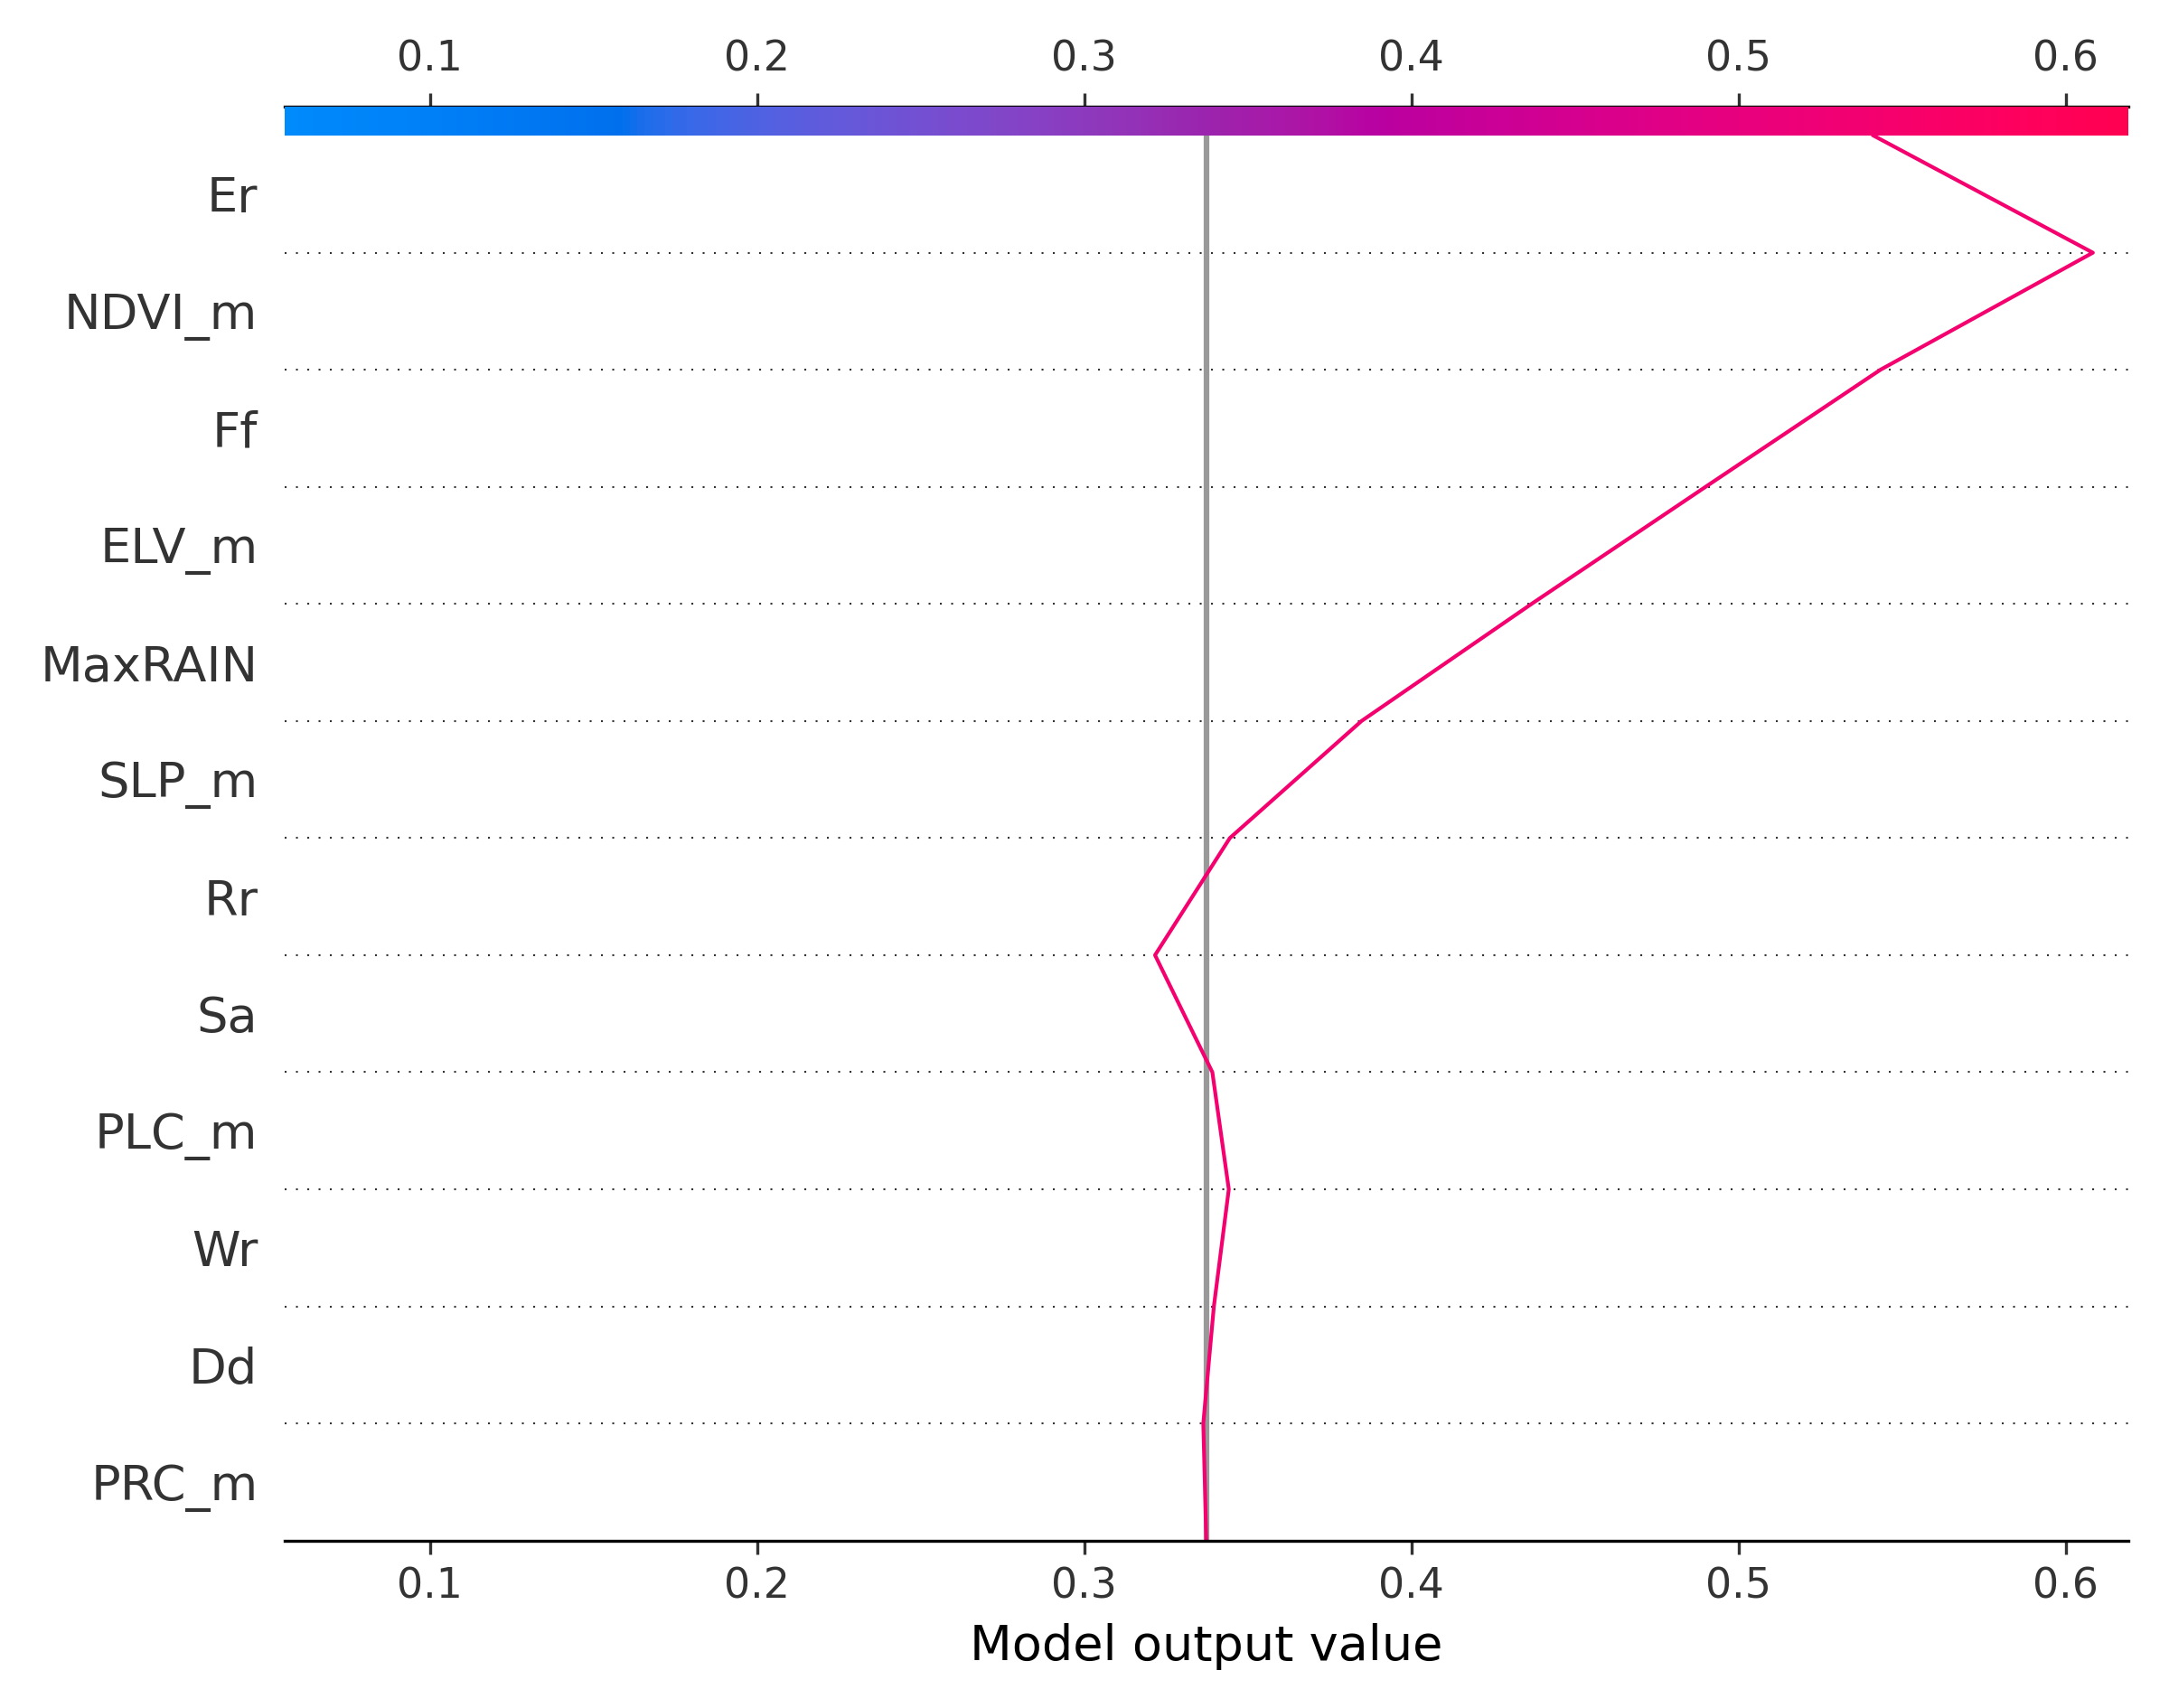 0.1 0.2 0.3 0.4 0.5 0.6
Er
NDVI_m
Ff
ELV_m
MaxRAIN
SLP_m
Rr
Sa
PLC_m
Wr
Dd
PRC_m
0.1 0.2 0.3 0.4 0.5 0.6
Model output value